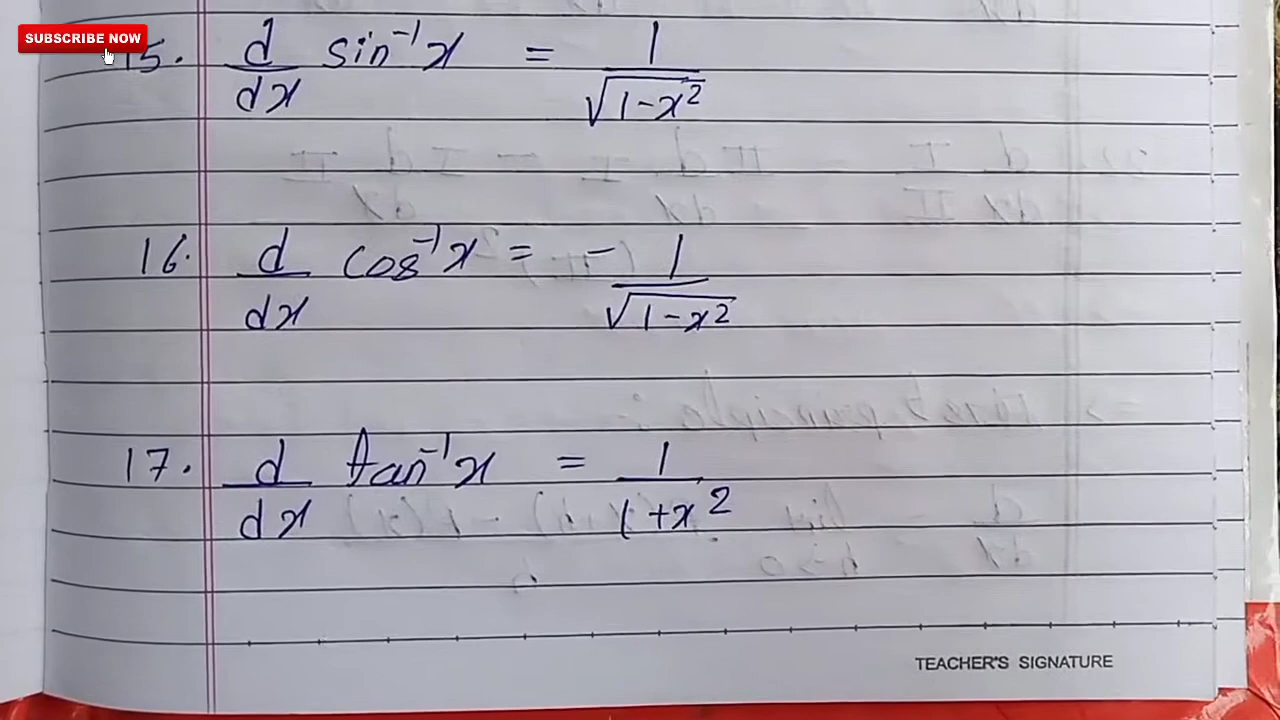 SUBSCRIBE NOW
15. d/dx sin⁻¹x = 1/√(1-x²)
16. d/dx cos⁻¹x = -1/√(1-x²)
17. d/dx tan⁻¹x = 1/(1+x²)
TEACHER'S SIGNATURE